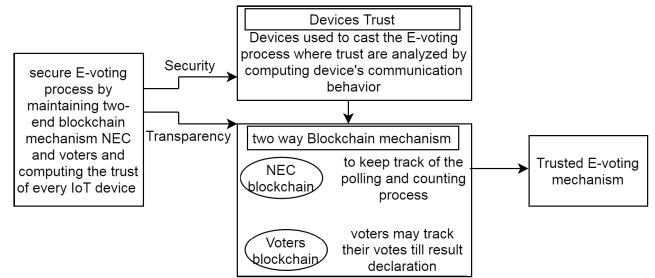 secure E-voting
process by
maintaining two-
end blockchain
mechanism NEC
and voters and
computing the trust
of every IoT device
Security
Transparency
Devices Trust
Devices used to cast the E-voting
process where trust are analyzed by
computing device's communication
behavior
two way Blockchain mechanism
NEC
blockchain
to keep track of the
polling and counting
process
Voters
blockchain
voters may track
their votes till result
declaration
Trusted E-voting
mechanism